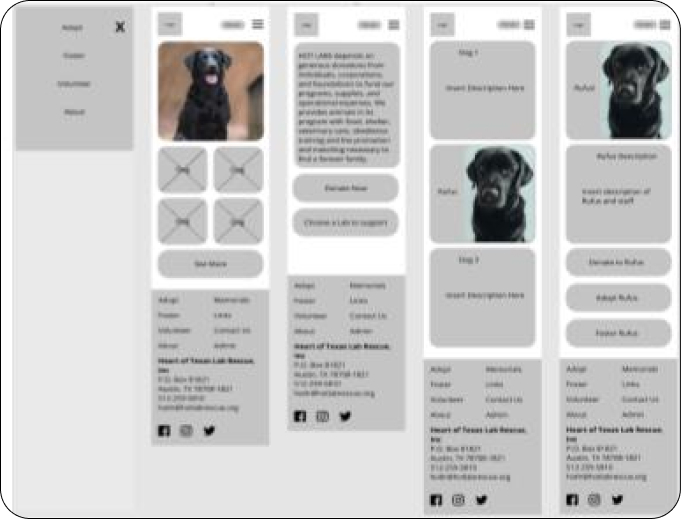 Adopt
X
Foster
Volunteer
About
Dog
Dog
Dog
Dog
See More
Adopt Memorials
Foster Links
Volunteer Contact Us
About Admin
Heart of Texas Lab Rescue,
Inc
P.O. Box 81821
Austin, TX 78708-1821
512-259-5810
hotlr@hotlabrescue.org
HOT LABS depends on
generous donations from
individuals, corporations,
and foundations to fund our
programs, supplies, and
operational expenses. We
provides animals in its
program with food, shelter,
veterinary care, obedience
training and the promotion
and matching necessary to
find a forever family.
Donate Now
Choose a Lab to support
Adopt Memorials
Foster Links
Volunteer Contact Us
About Admin
Heart of Texas Lab Rescue,
Inc
P.O. Box 81821
Austin, TX 78708-1821
512-259-5810
hotlr@hotlabrescue.org
Dog 1
Insert Description Here
Rufus
Dog 3
Insert Description Here
Adopt Memorials
Foster Links
Volunteer Contact Us
About Admin
Heart of Texas Lab Rescue,
Inc
P.O. Box 81821
Austin, TX 78708-1821
512-259-5810
hotlr@hotlabrescue.org
Rufus
Rufus Description
Insert description of
Rufus and staff
Donate to Rufus
Adopt Rufus
Foster Rufus
Adopt Memorials
Foster Links
Volunteer Contact Us
About Admin
Heart of Texas Lab Rescue,
Inc
P.O. Box 81821
Austin, TX 78708-1821
512-259-5810
hotlr@hotlabrescue.org